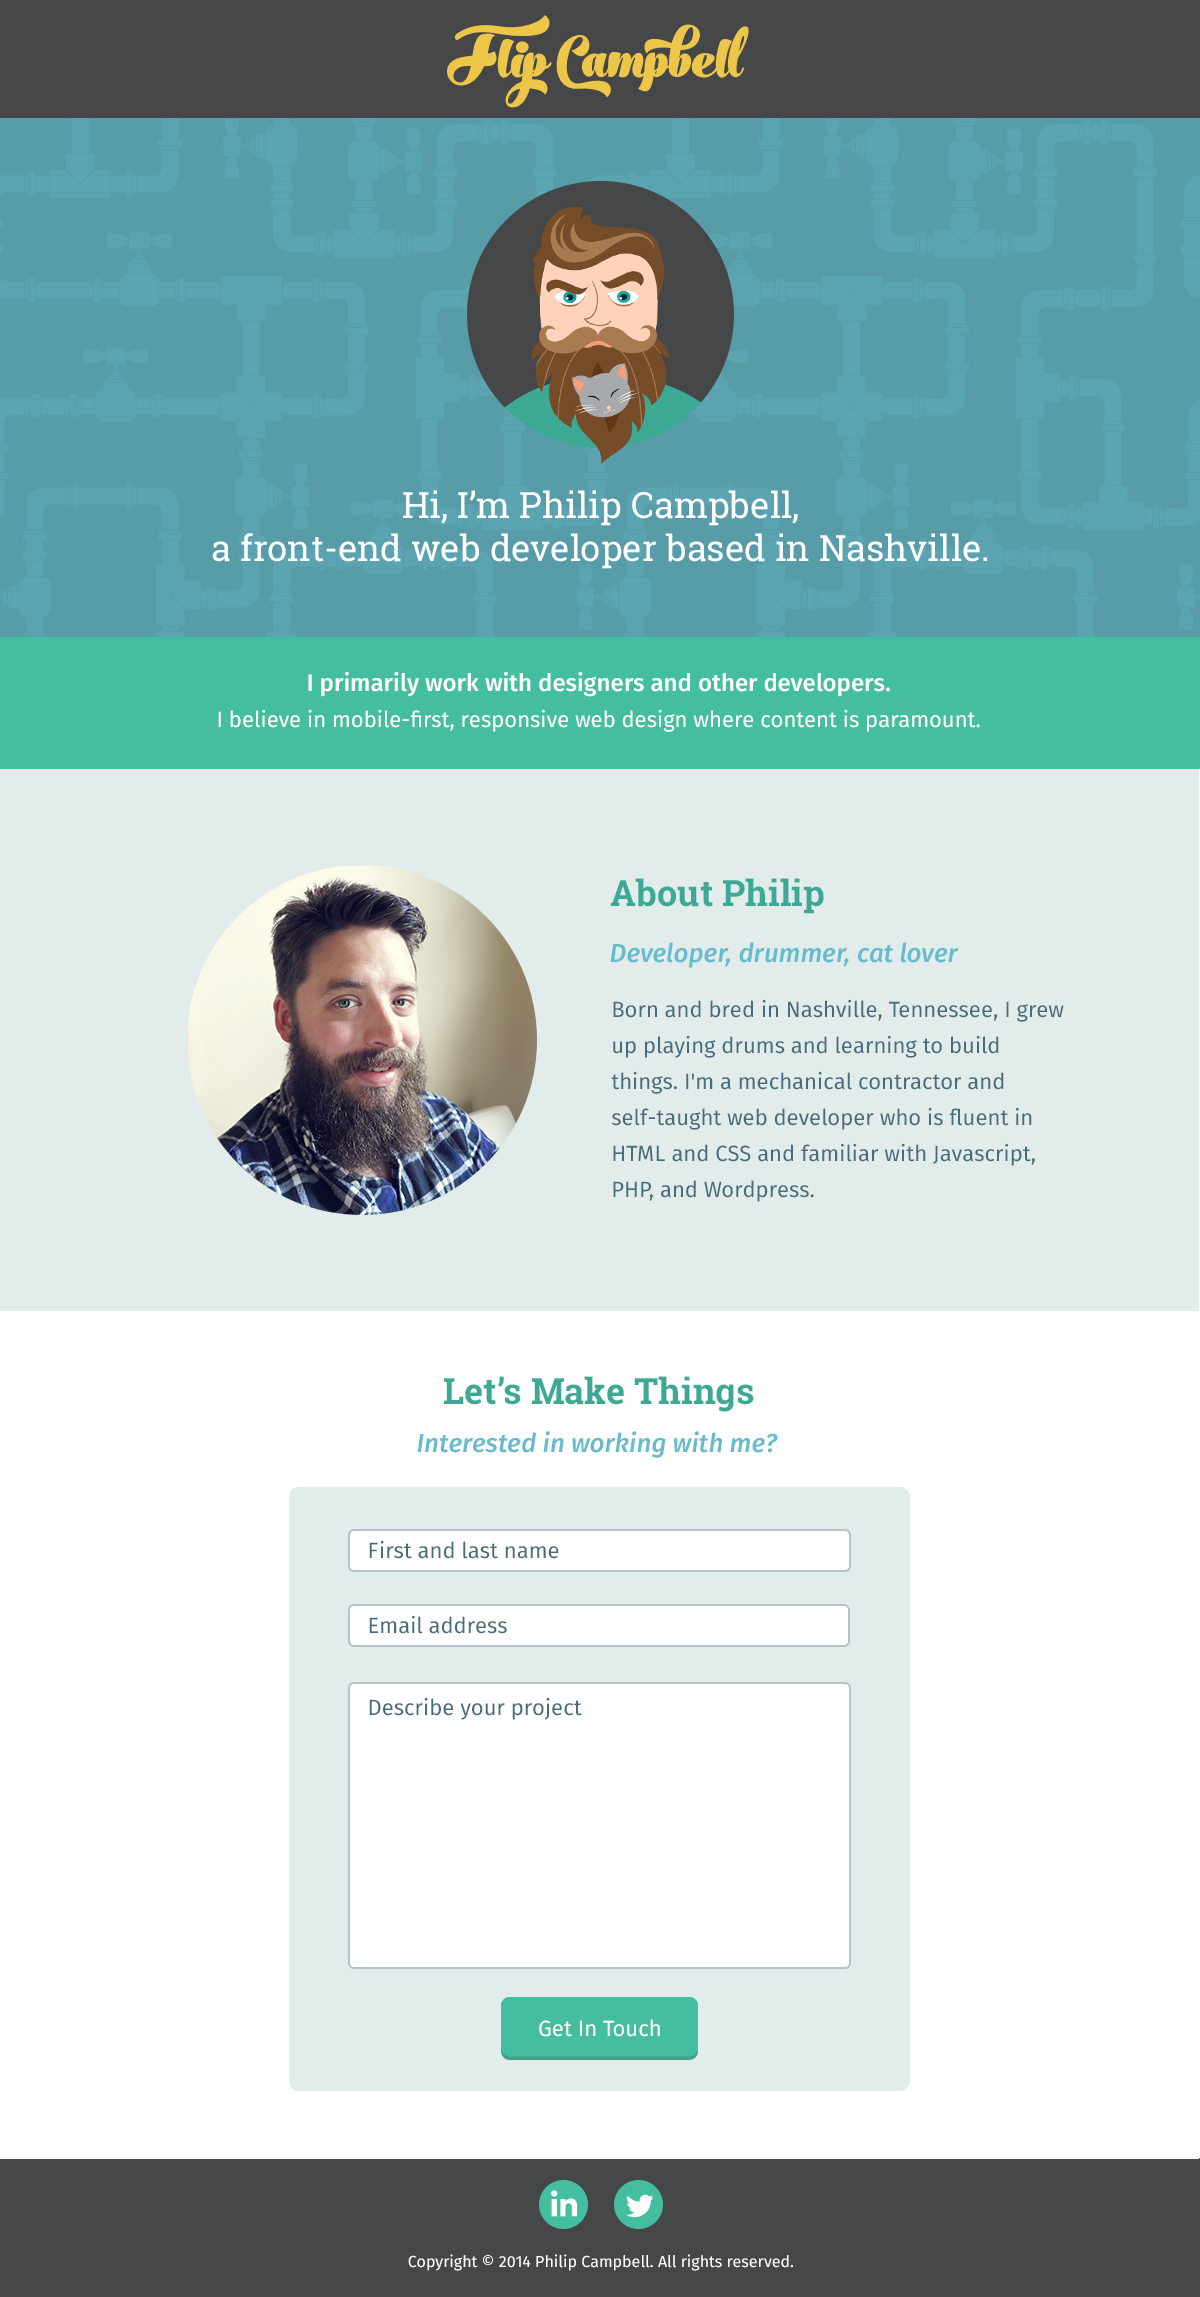 Flip Campbell
Hi, I’m Philip Campbell,
a front-end web developer based in Nashville.
I primarily work with designers and other developers.
I believe in mobile-first, responsive web design where content is paramount.
About Philip
Developer, drummer, cat lover
Born and bred in Nashville, Tennessee, I grew
up playing drums and learning to build
things. I'm a mechanical contractor and
self-taught web developer who is fluent in
HTML and CSS and familiar with Javascript,
PHP, and Wordpress.
Let’s Make Things
Interested in working with me?
First and last name
Email address
Describe your project
Get In Touch
in
Copyright © 2014 Philip Campbell. All rights reserved.